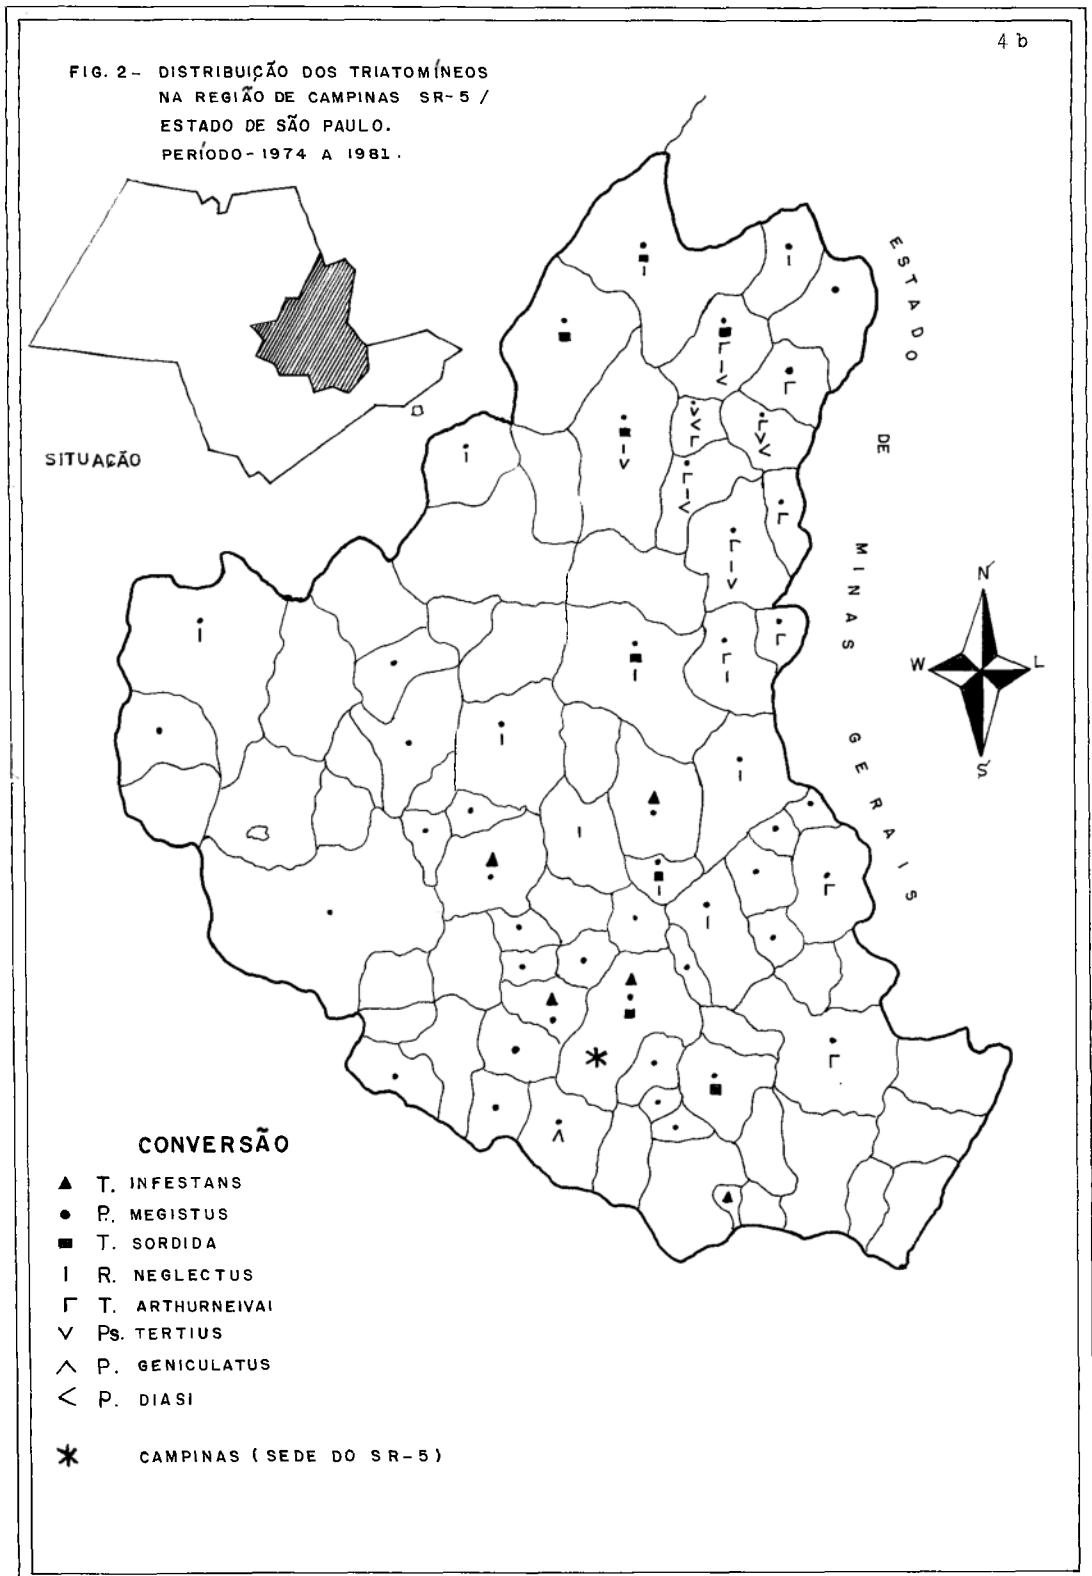 4 b
FIG. 2- DISTRIBUIÇÃO DOS TRIATOMÍNEOS
NA REGIÃO DE CAMPINAS SR-5 /
ESTADO DE SÃO PAULO.
PERÍODO-1974 A 1981.
SITUAÇÃO
ESTADO DE MINAS GERAIS
N
W L
S
CONVERSÃO
▲ T. INFESTANS
● P. MEGISTUS
■ T. SORDIDA
I R. NEGLECTUS
Γ T. ARTHURNEIVAI
V Ps. TERTIUS
Λ P. GENICULATUS
< P. DIASI
* CAMPINAS (SEDE DO SR-5)